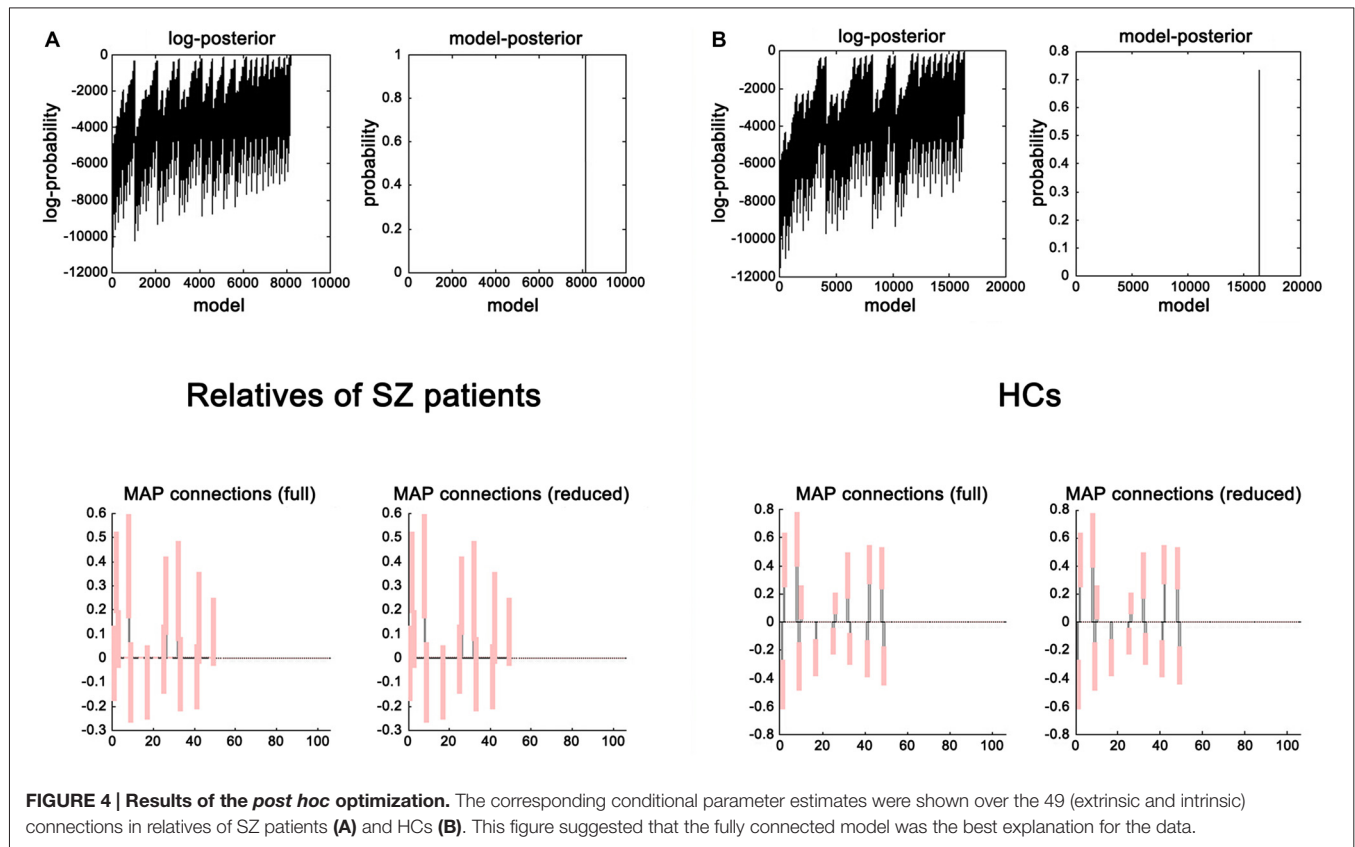 A
log-posterior
0
-2000
-4000
-6000
-8000
-10000
-12000
log-probability
0 2000 4000 6000 8000 10000
model
model-posterior
1
0.8
0.6
0.4
0.2
0
probability
0 2000 4000 6000 8000 10000
model
B
log-posterior
0
-2000
-4000
-6000
-8000
-10000
-12000
log-probability
0 5000 10000 15000 20000
model
model-posterior
0.8
0.7
0.6
0.5
0.4
0.3
0.2
0.1
0
probability
0 5000 10000 15000 20000
model
Relatives of SZ patients
HCs
MAP connections (full)
0.6
0.5
0.4
0.3
0.2
0.1
0
-0.1
-0.2
-0.3
0 20 40 60 80 100
MAP connections (reduced)
0.6
0.5
0.4
0.3
0.2
0.1
0
-0.1
-0.2
-0.3
0 20 40 60 80 100
MAP connections (full)
0.8
0.6
0.4
0.2
0
-0.2
-0.4
-0.6
-0.8
0 20 40 60 80 100
MAP connections (reduced)
0.8
0.6
0.4
0.2
0
-0.2
-0.4
-0.6
-0.8
0 20 40 60 80 100
FIGURE 4 | Results of the post hoc optimization. The corresponding conditional parameter estimates were shown over the 49 (extrinsic and intrinsic)
connections in relatives of SZ patients (A) and HCs (B). This figure suggested that the fully connected model was the best explanation for the data.